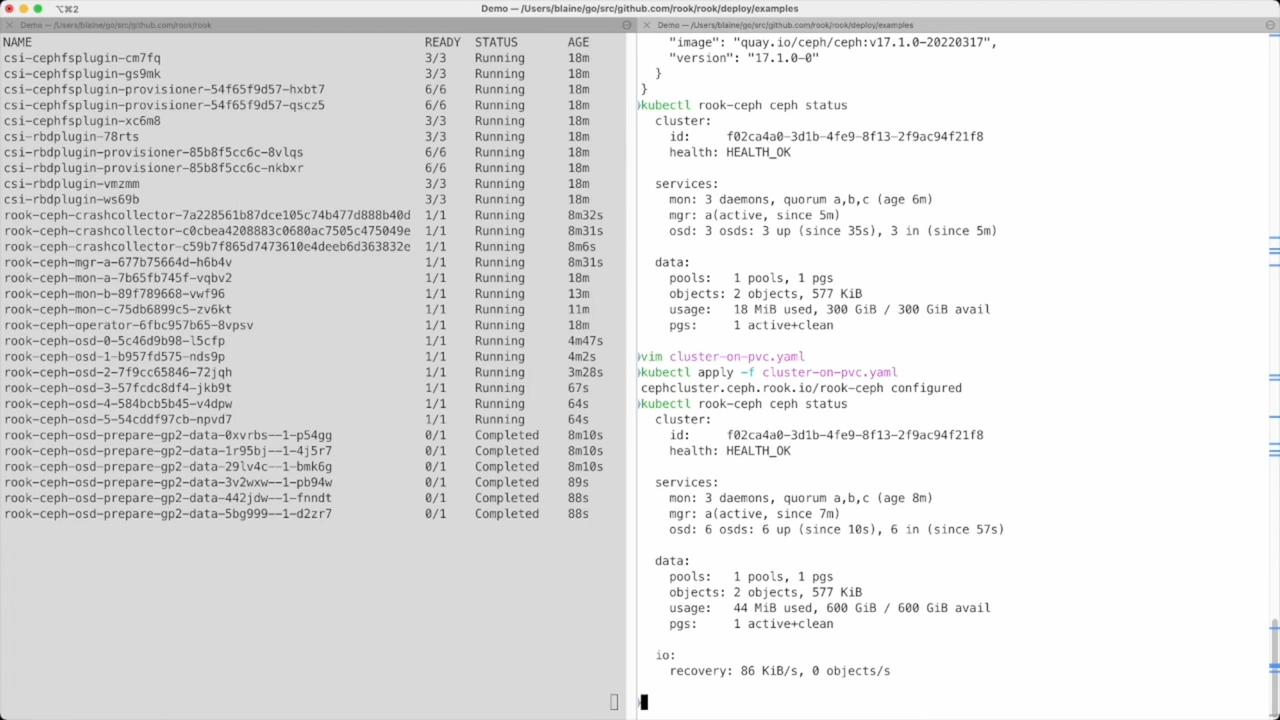 ⌥⌘2
Demo — /Users/blaine/go/src/github.com/rook/rook/deploy/examples
Demo — /Users/blaine/go/src/github.com/rook/rook
NAME READY STATUS AGE
csi-cephfsplugin-cm7fq 3/3 Running 18m
csi-cephfsplugin-gs9mk 3/3 Running 18m
csi-cephfsplugin-provisioner-54f65f9d57-hxbt7 6/6 Running 18m
csi-cephfsplugin-provisioner-54f65f9d57-qscz5 6/6 Running 18m
csi-cephfsplugin-xc6m8 3/3 Running 18m
csi-rbdplugin-78rts 3/3 Running 18m
csi-rbdplugin-provisioner-85b8f5cc6c-8vlqs 6/6 Running 18m
csi-rbdplugin-provisioner-85b8f5cc6c-nkbxr 6/6 Running 18m
csi-rbdplugin-vmzmm 3/3 Running 18m
csi-rbdplugin-ws69b 3/3 Running 18m
rook-ceph-crashcollector-7a228561b87dce105c74b477d888b40d 1/1 Running 8m32s
rook-ceph-crashcollector-c0cbea4208883c0680ac7505c475049e 1/1 Running 8m31s
rook-ceph-crashcollector-c59b7f865d7473610e4deeb6d363832e 1/1 Running 8m6s
rook-ceph-mgr-a-677b75664d-h6b4v 1/1 Running 8m31s
rook-ceph-mon-a-7b65fb745f-vqbv2 1/1 Running 18m
rook-ceph-mon-b-89f789668-vwf96 1/1 Running 13m
rook-ceph-mon-c-75db6899c5-zv6kt 1/1 Running 11m
rook-ceph-operator-6fbc957b65-8vpsv 1/1 Running 18m
rook-ceph-osd-0-5c46d9b98-l5cfp 1/1 Running 4m47s
rook-ceph-osd-1-b957fd575-nds9p 1/1 Running 4m2s
rook-ceph-osd-2-7f9cc65846-72jqh 1/1 Running 3m28s
rook-ceph-osd-3-57fcdc8df4-jkb9t 1/1 Running 67s
rook-ceph-osd-4-584bcb5b45-v4dpw 1/1 Running 64s
rook-ceph-osd-5-54cddf97cb-npvd7 1/1 Running 64s
rook-ceph-osd-prepare-gp2-data-0xvrbs--1-p54gg 0/1 Completed 8m10s
rook-ceph-osd-prepare-gp2-data-1r95bj--1-4j5r7 0/1 Completed 8m10s
rook-ceph-osd-prepare-gp2-data-29lv4c--1-bmk6g 0/1 Completed 8m10s
rook-ceph-osd-prepare-gp2-data-3v2wxw--1-pb94w 0/1 Completed 89s
rook-ceph-osd-prepare-gp2-data-442jdw--1-fnndt 0/1 Completed 88s
rook-ceph-osd-prepare-gp2-data-5bg999--1-d2zr7 0/1 Completed 88s
Demo — /Users/blaine/go/src/github.com/rook/rook/deploy/examples
"image": "quay.io/ceph/ceph:v17.1.0-20220317",
"version": "17.1.0-0"
}
}
kubectl rook-ceph ceph status
cluster:
id: f02ca4a0-3d1b-4fe9-8f13-2f9ac94f21f8
health: HEALTH_OK
services:
mon: 3 daemons, quorum a,b,c (age 6m)
mgr: a(active, since 5m)
osd: 3 osds: 3 up (since 35s), 3 in (since 5m)
data:
pools: 1 pools, 1 pgs
objects: 2 objects, 577 KiB
usage: 18 MiB used, 300 GiB / 300 GiB avail
pgs: 1 active+clean
vim cluster-on-pvc.yaml
kubectl apply -f cluster-on-pvc.yaml
cephcluster.ceph.rook.io/rook-ceph configured
kubectl rook-ceph ceph status
cluster:
id: f02ca4a0-3d1b-4fe9-8f13-2f9ac94f21f8
health: HEALTH_OK
services:
mon: 3 daemons, quorum a,b,c (age 8m)
mgr: a(active, since 7m)
osd: 6 osds: 6 up (since 10s), 6 in (since 57s)
data:
pools: 1 pools, 1 pgs
objects: 2 objects, 577 KiB
usage: 44 MiB used, 600 GiB / 600 GiB avail
pgs: 1 active+clean
io:
recovery: 86 KiB/s, 0 objects/s